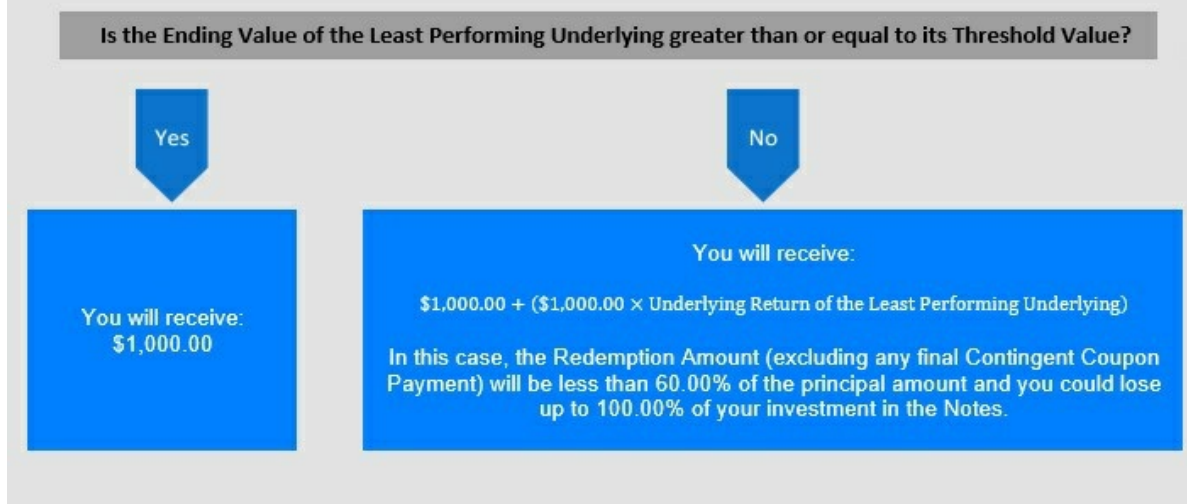 Is the Ending Value of the Least Performing Underlying greater than or equal to its Threshold Value?
Yes
No
You will receive:
$1,000.00
You will receive:
$1,000.00 + ($1,000.00 × Underlying Return of the Least Performing Underlying)
In this case, the Redemption Amount (excluding any final Contingent Coupon
Payment) will be less than 60.00% of the principal amount and you could lose
up to 100.00% of your investment in the Notes.